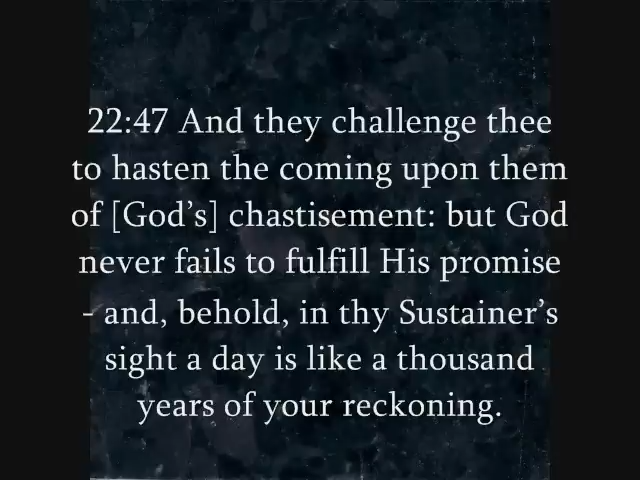 22:47 And they challenge thee
to hasten the coming upon them
of [God's] chastisement: but God
never fails to fulfill His promise
- and, behold, in thy Sustainer's
sight a day is like a thousand
years of your reckoning.